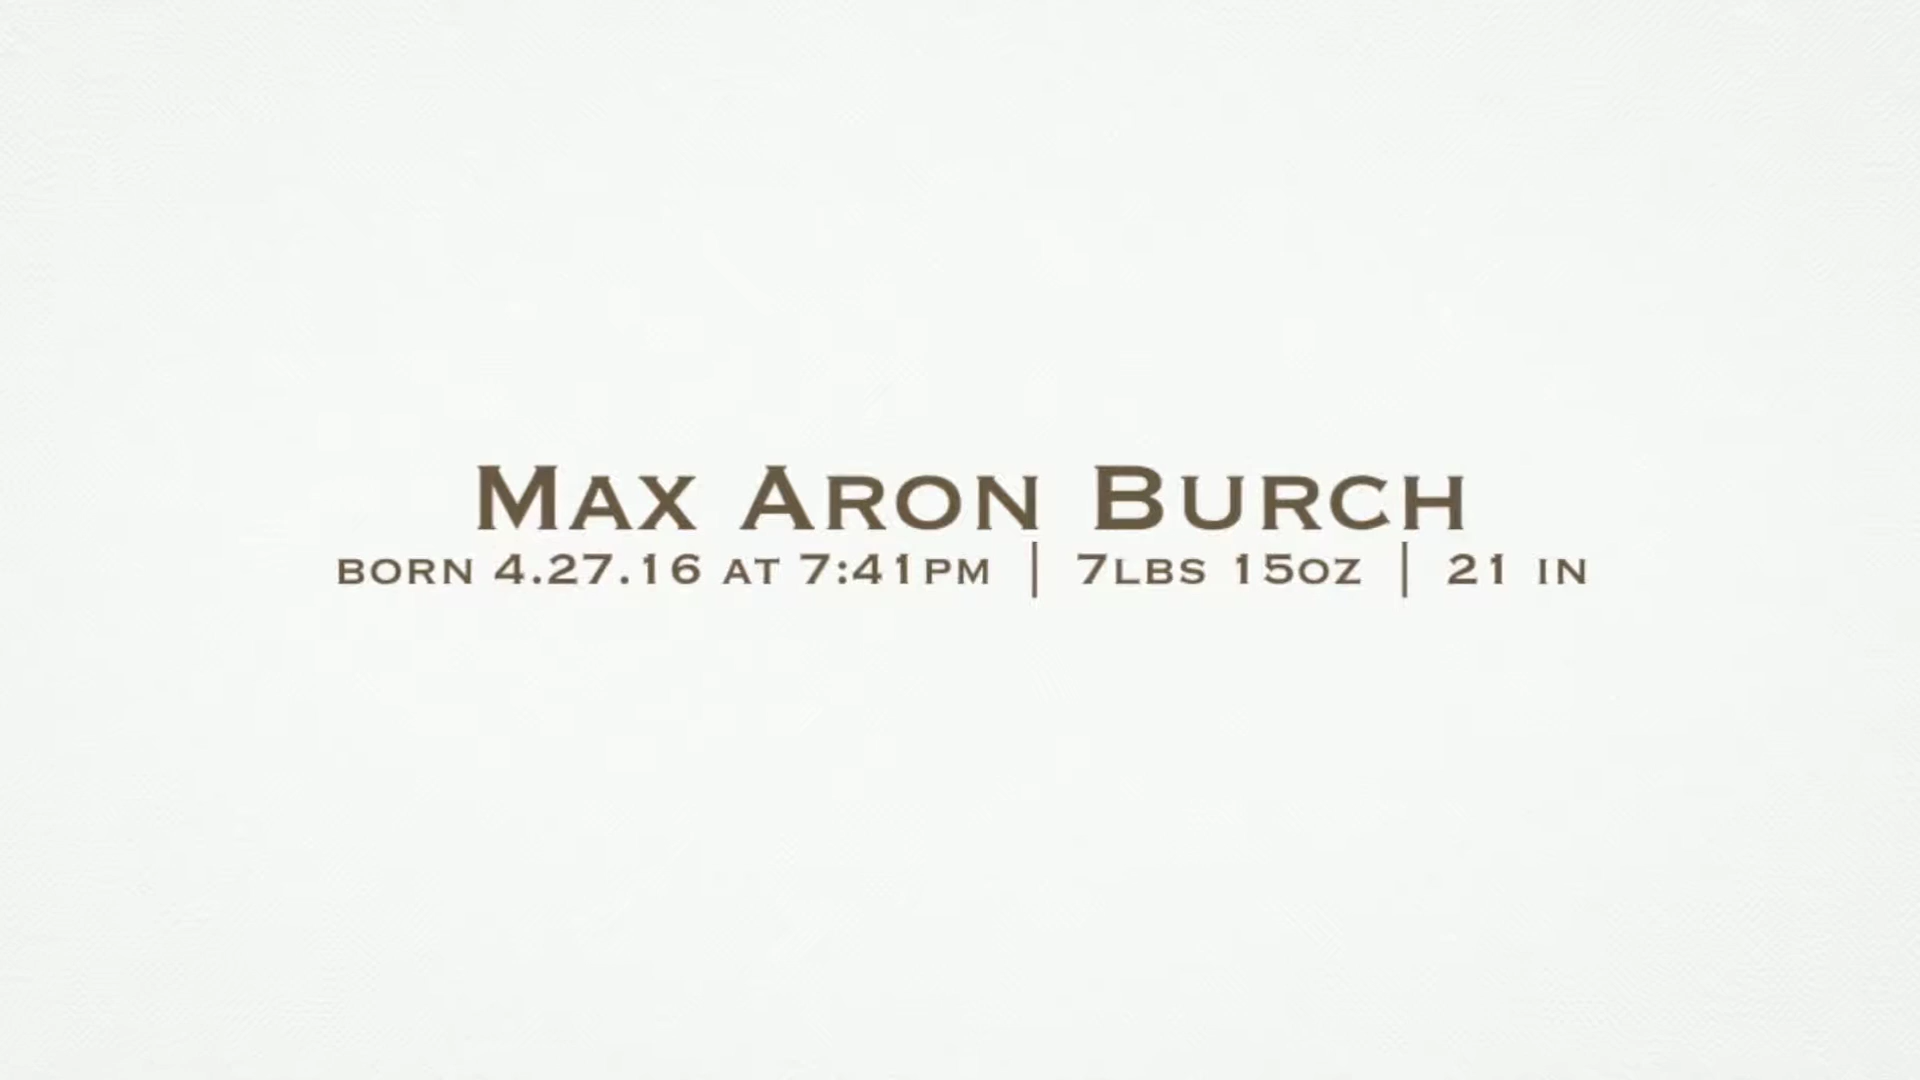 Max Aron Burch
born 4.27.16 at 7:41pm | 7lbs 15oz | 21 in